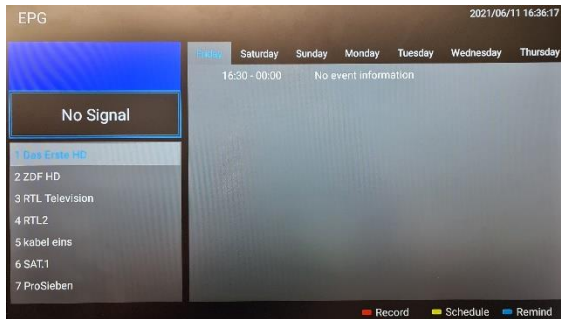 EPG
2021/06/11 16:36:17
Friday Saturday Sunday Monday Tuesday Wednesday Thursday
16:30 - 00:00 No event information
No Signal
1 Das Erste HD
2 ZDF HD
3 RTL Television
4 RTL2
5 kabel eins
6 SAT.1
7 ProSieben
Record Schedule Remind